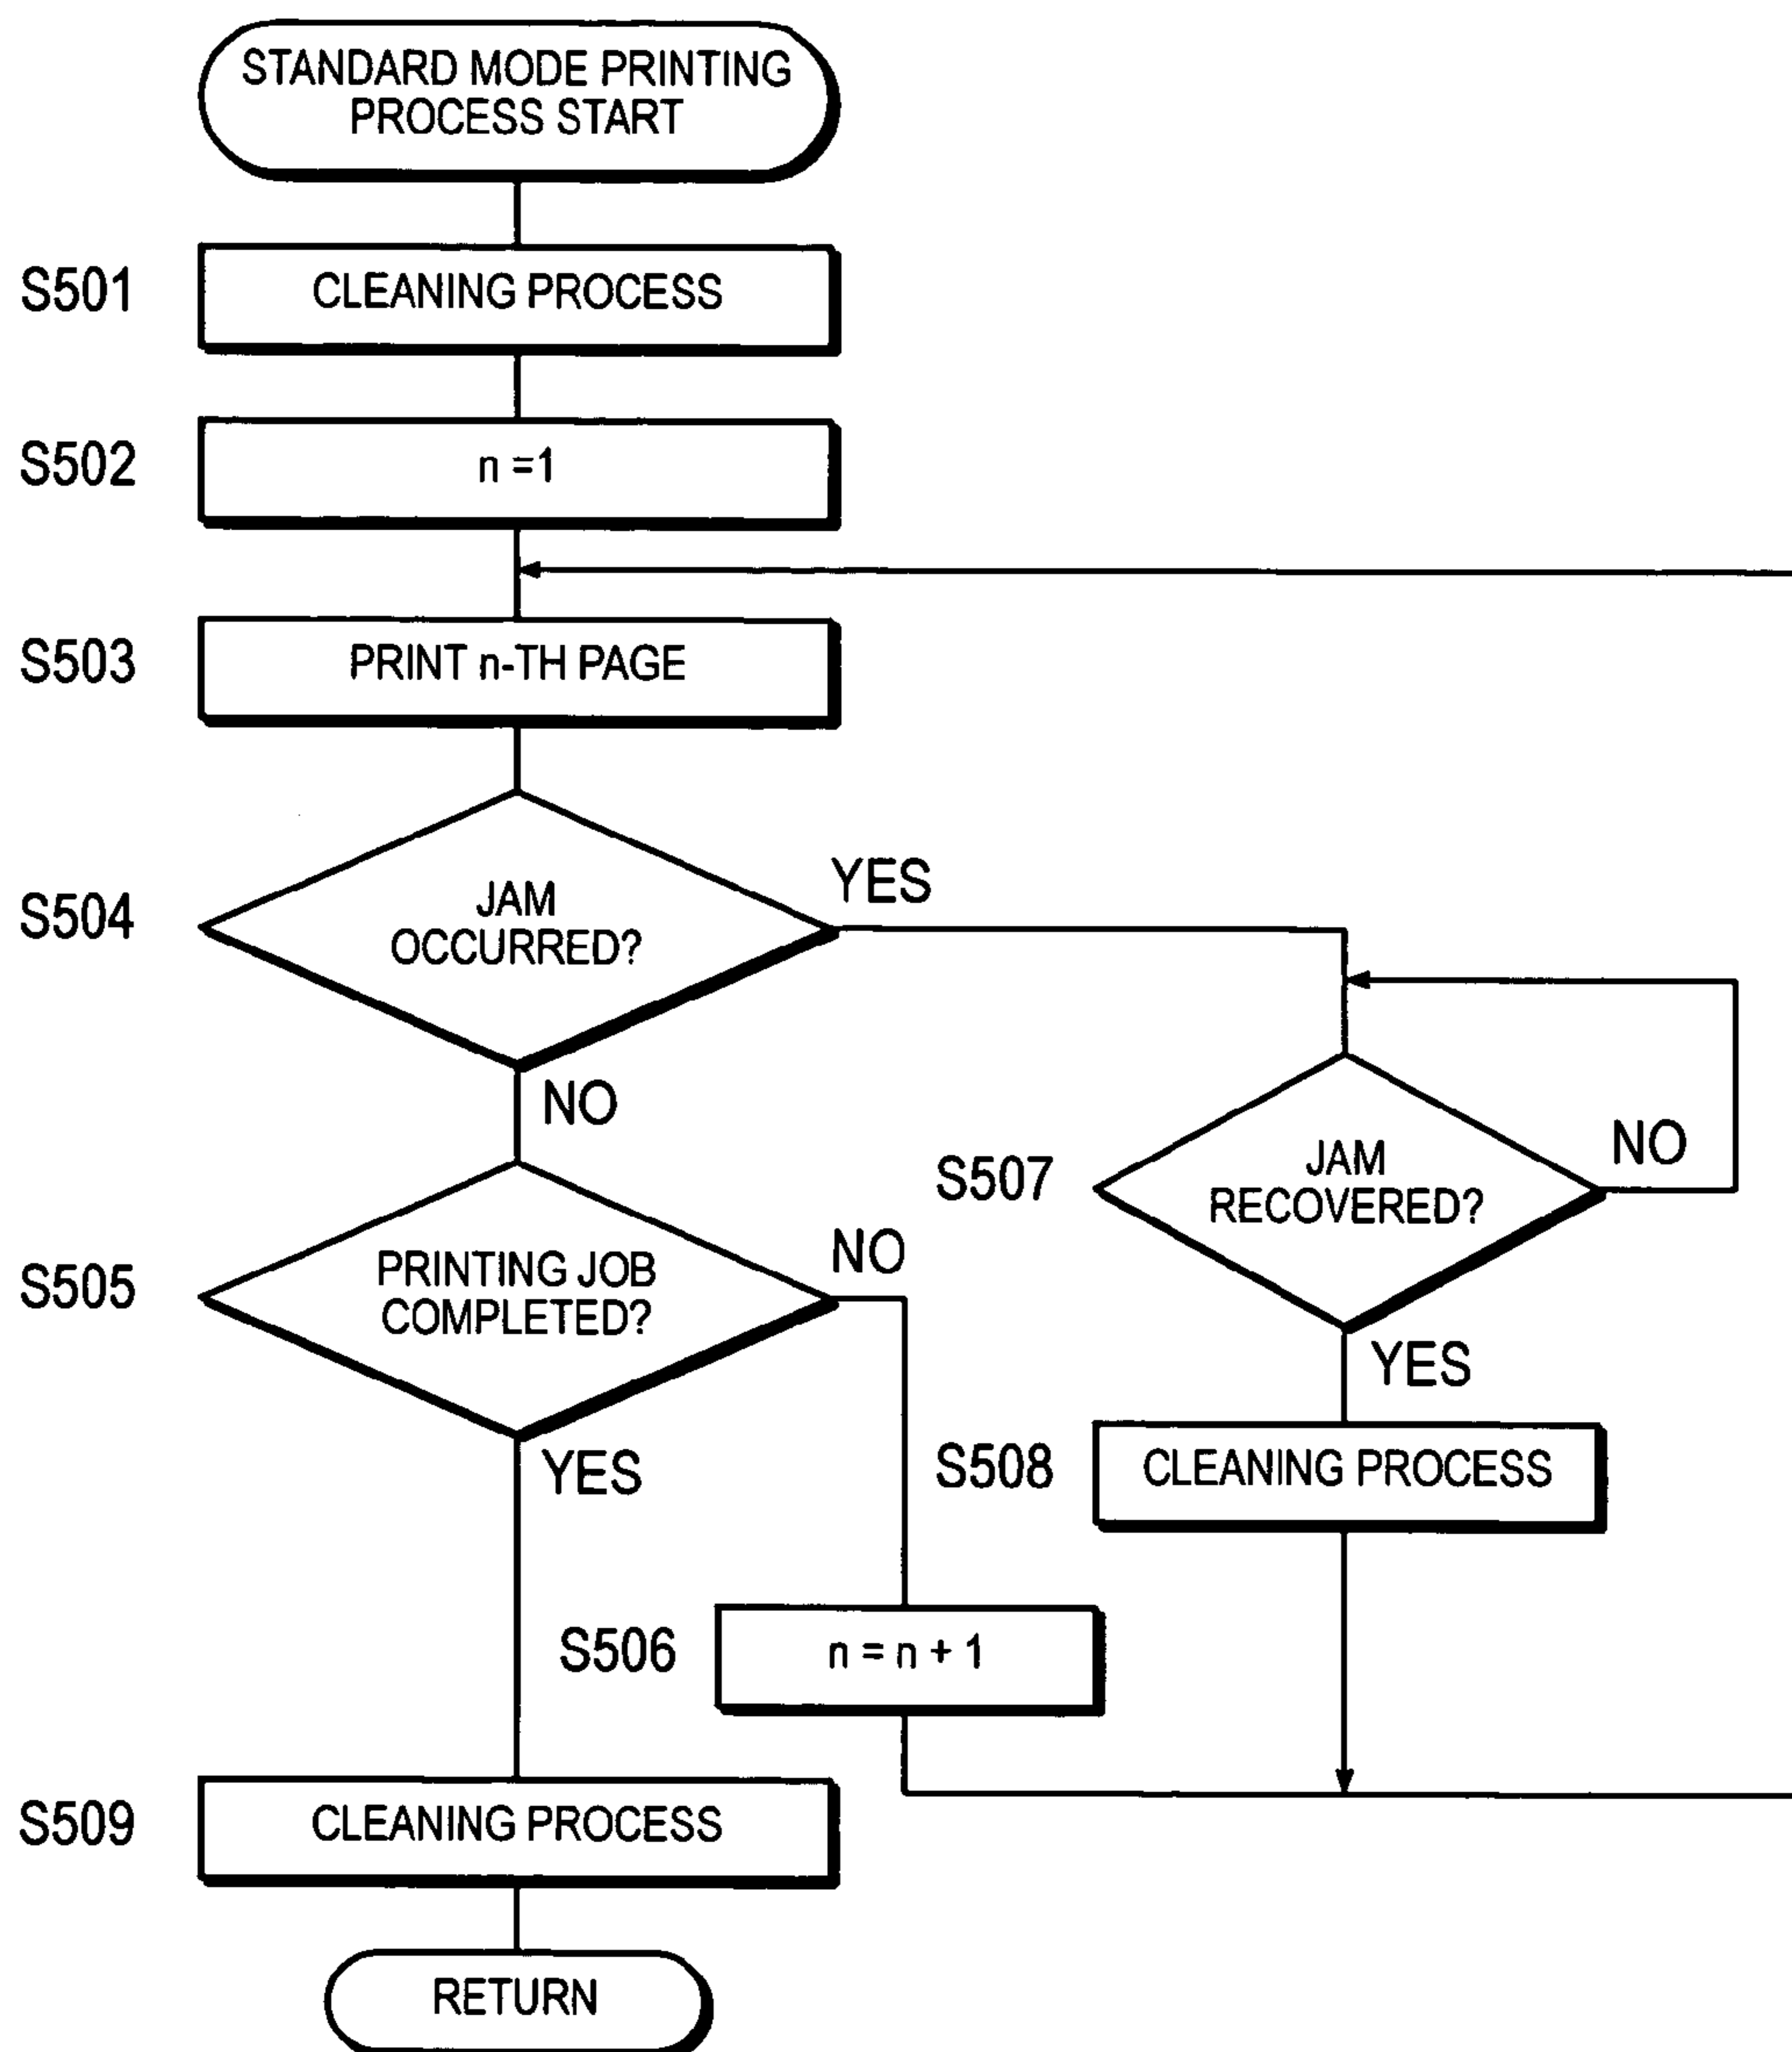 STANDARD MODE PRINTING
PROCESS START
S501
CLEANING PROCESS
S502
n =1
S503
PRINT n-TH PAGE
S504
JAM
OCCURRED?
YES
NO
S507
JAM
RECOVERED?
NO
YES
S505
PRINTING JOB
COMPLETED?
NO
YES
S508
CLEANING PROCESS
S506
n = n + 1
S509
CLEANING PROCESS
RETURN